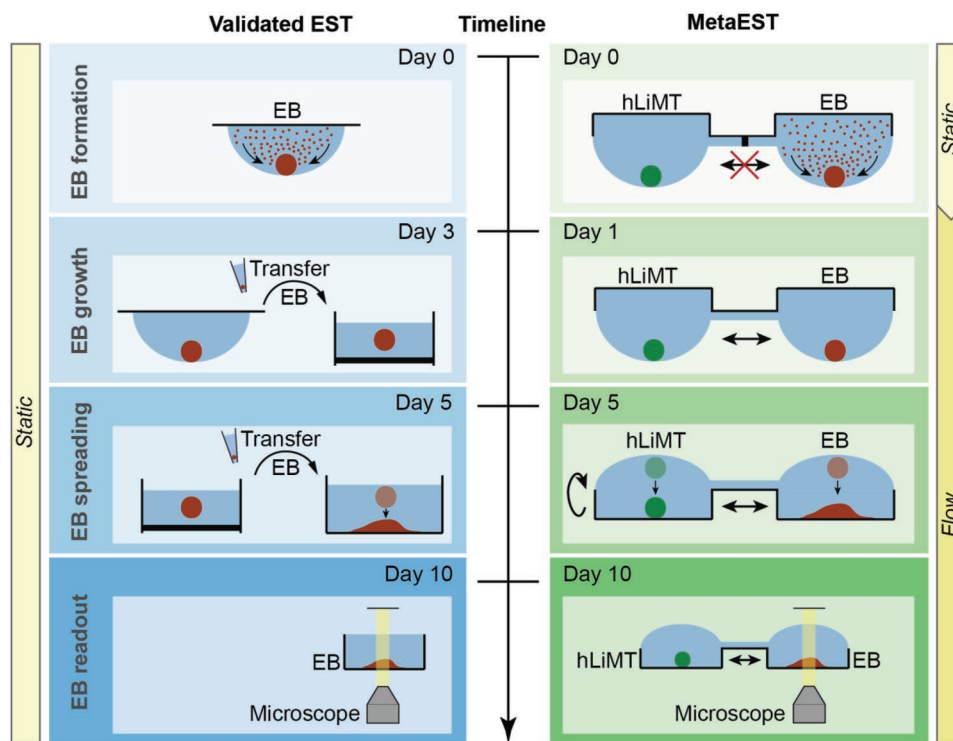 Validated EST
Timeline
MetaEST
Static
EB formation
Day 0
EB
Day 0
hLiMT
EB
Static
EB growth
Day 3
Transfer
EB
Day 1
hLiMT
EB
EB spreading
Day 5
Transfer
EB
Day 5
hLiMT
EB
Flow
EB readout
Day 10
EB
Microscope
Day 10
hLiMT
EB
Microscope